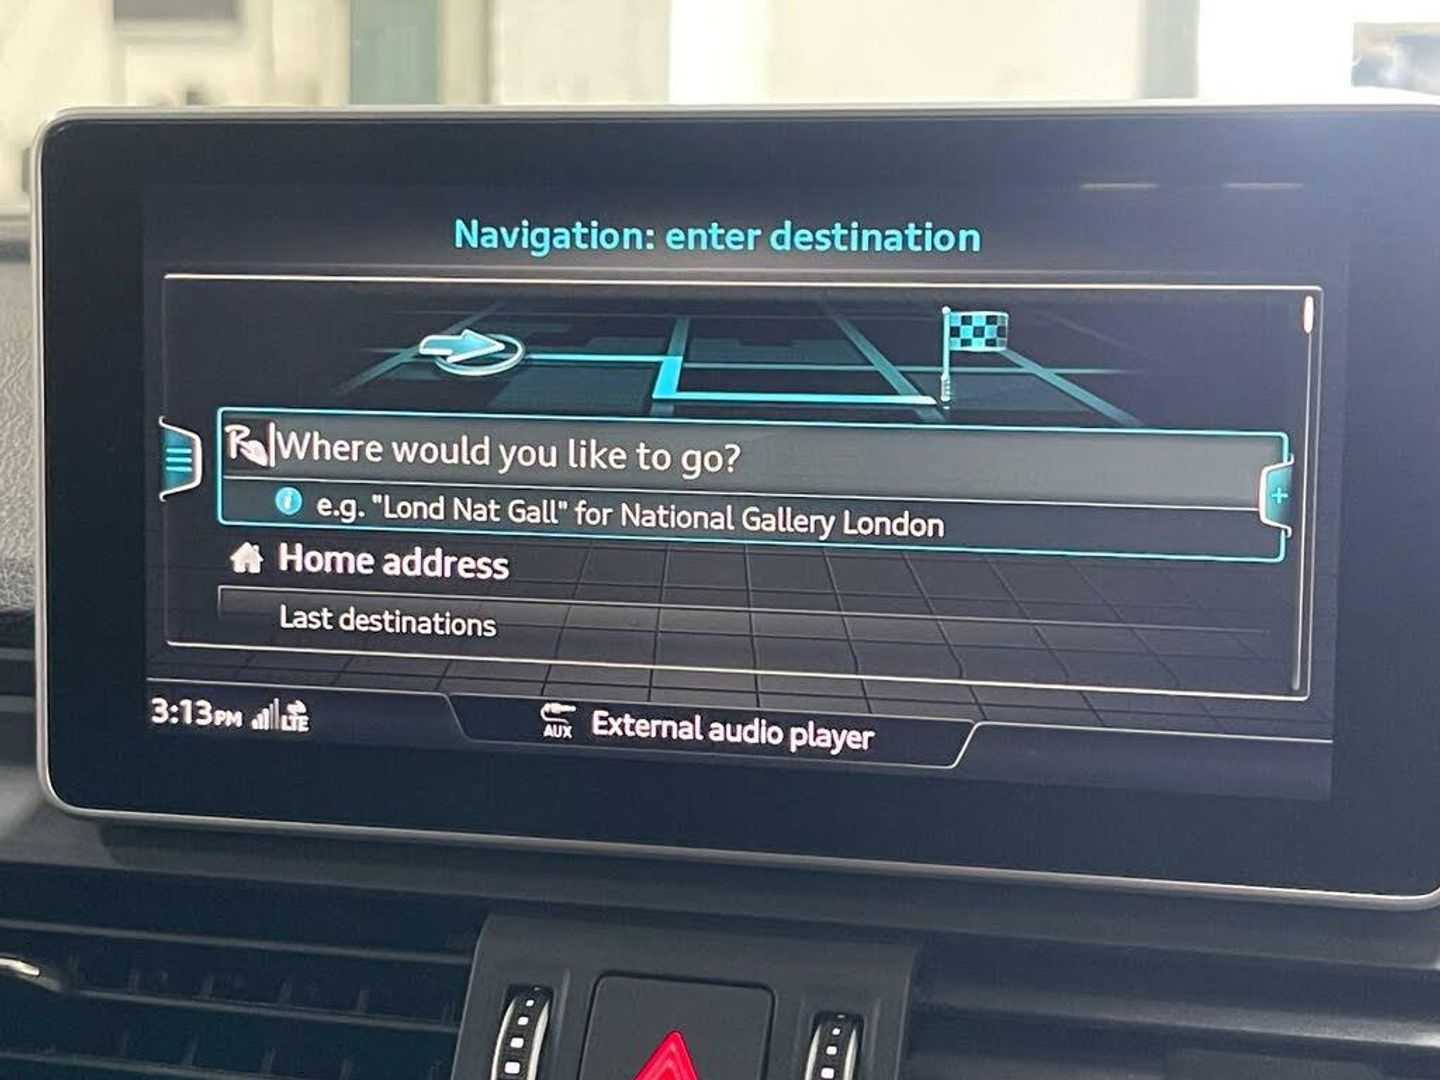 Navigation: enter destination
Where would you like to go?
e.g. "Lond Nat Gall" for National Gallery London
Home address
Last destinations
3:13PM LTE
AUX External audio player